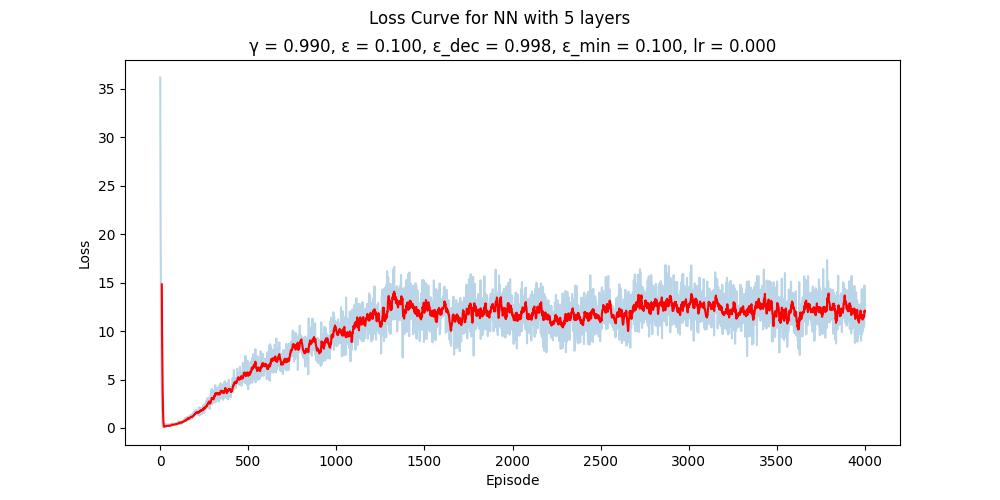 Loss Curve for NN with 5 layers
γ = 0.990, ε = 0.100, ε_dec = 0.998, ε_min = 0.100, lr = 0.000
35
30
25
20
15
10
5
0
Loss
0 500 1000 1500 2000 2500 3000 3500 4000
Episode